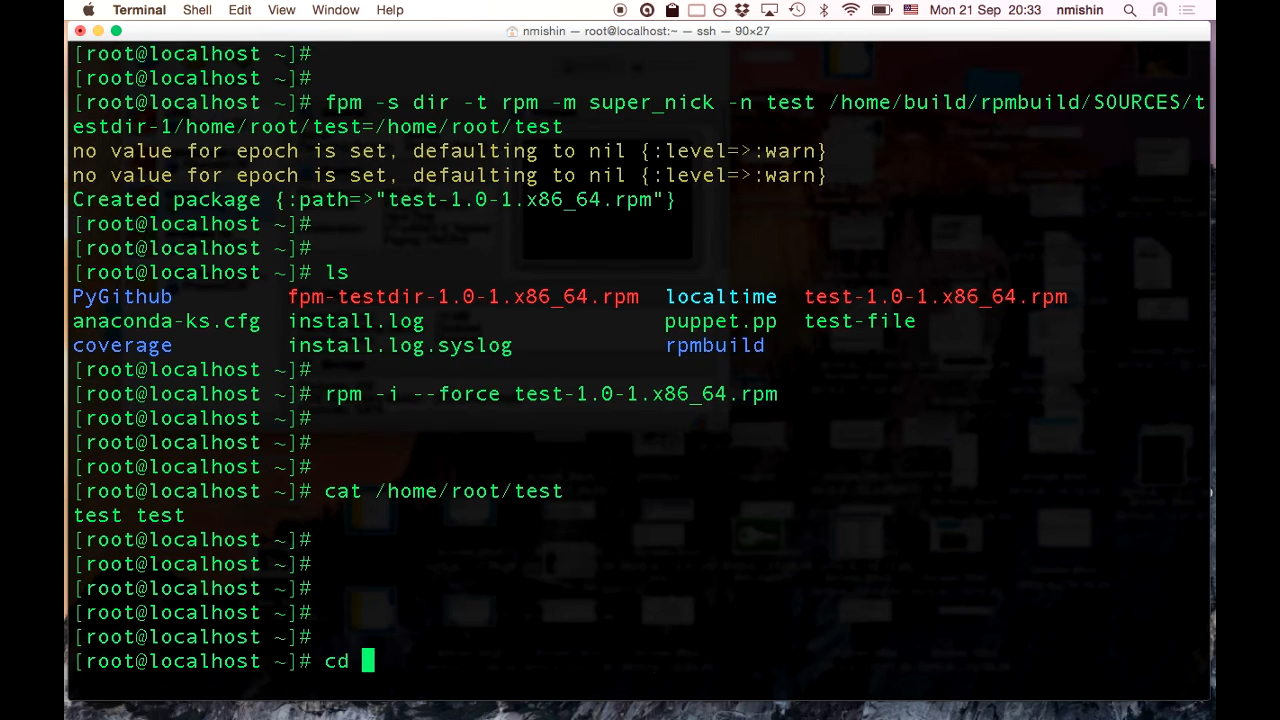 Terminal Shell Edit View Window Help Mon 21 Sep 20:33 nmishin
nmishin — root@localhost:~ — ssh — 90×27
[root@localhost ~]#
[root@localhost ~]#
[root@localhost ~]# fpm -s dir -t rpm -m super_nick -n test /home/build/rpmbuild/SOURCES/t
estdir-1/home/root/test=/home/root/test
no value for epoch is set, defaulting to nil {:level=>:warn}
no value for epoch is set, defaulting to nil {:level=>:warn}
Created package {:path=>"test-1.0-1.x86_64.rpm"}
[root@localhost ~]#
[root@localhost ~]#
[root@localhost ~]# ls
PyGithub fpm-testdir-1.0-1.x86_64.rpm localtime test-1.0-1.x86_64.rpm
anaconda-ks.cfg install.log puppet.pp test-file
coverage install.log.syslog rpmbuild
[root@localhost ~]#
[root@localhost ~]# rpm -i --force test-1.0-1.x86_64.rpm
[root@localhost ~]#
[root@localhost ~]#
[root@localhost ~]#
[root@localhost ~]# cat /home/root/test
test test
[root@localhost ~]#
[root@localhost ~]#
[root@localhost ~]#
[root@localhost ~]#
[root@localhost ~]#
[root@localhost ~]# cd